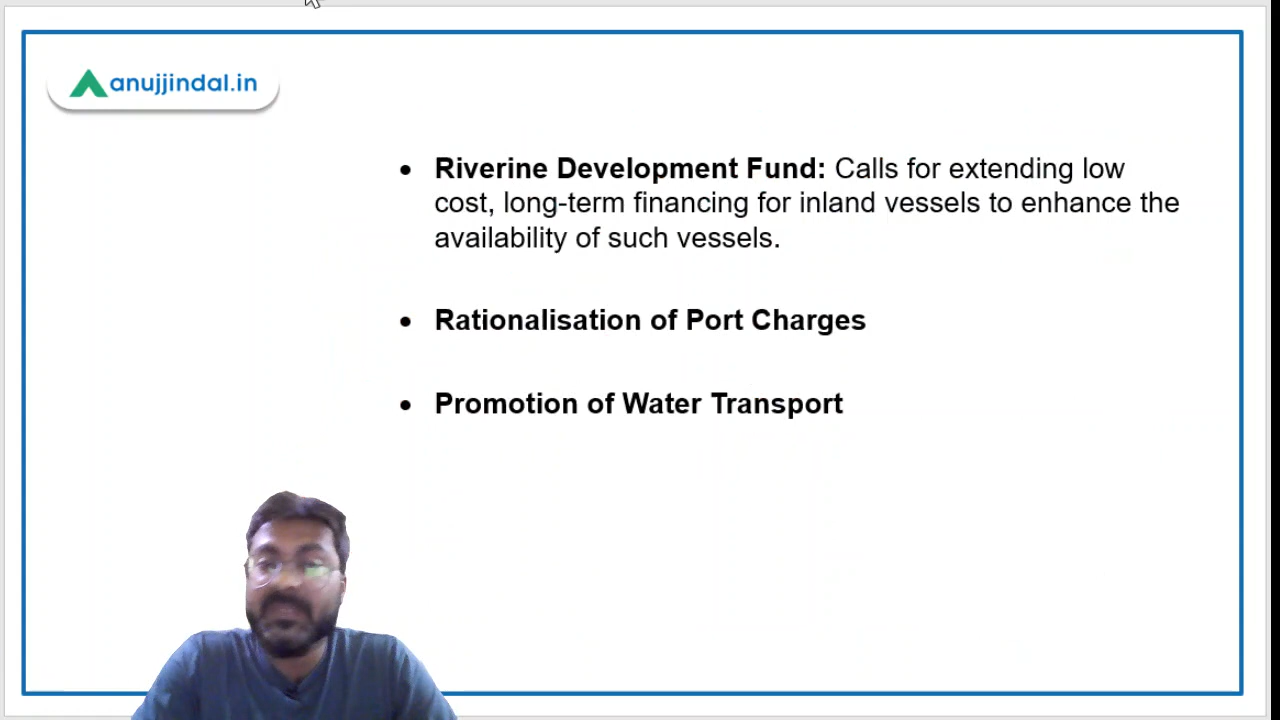 anujjindal.in
• Riverine Development Fund: Calls for extending low
cost, long-term financing for inland vessels to enhance the
availability of such vessels.
• Rationalisation of Port Charges
• Promotion of Water Transport